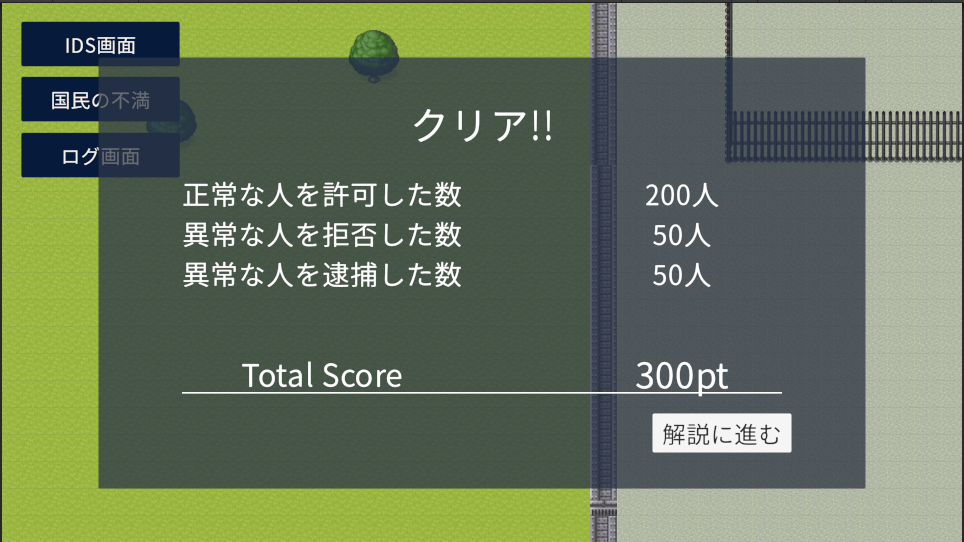 IDS画面
国民の不満
ログ画面
クリア!!
正常な人を許可した数 200人
異常な人を拒否した数 50人
異常な人を逮捕した数 50人
Total Score 300pt
解説に進む